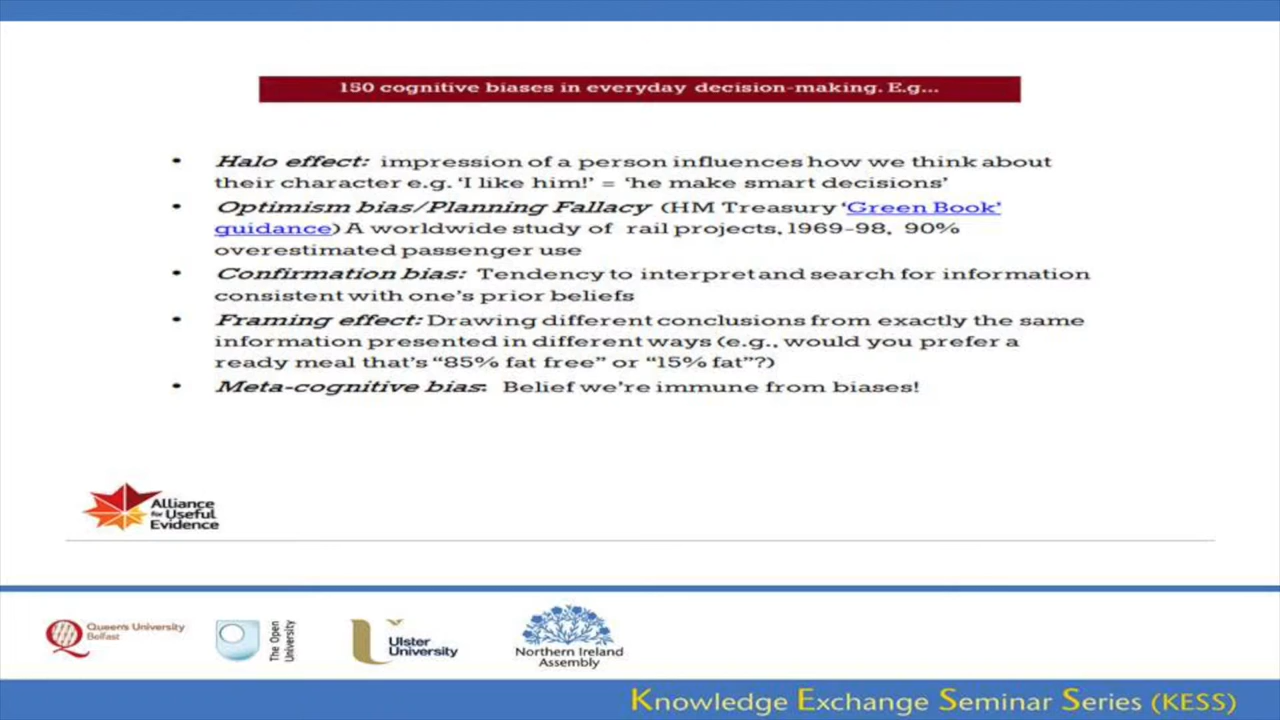 150 cognitive biases in everyday decision-making. E.g...
• Halo effect: impression of a person influences how we think about
their character e.g. ‘I like him!’ = ‘he make smart decisions’
• Optimism bias/Planning Fallacy (HM Treasury ‘Green Book’
guidance) A worldwide study of rail projects, 1969-98, 90%
overestimated passenger use
• Confirmation bias: Tendency to interpret and search for information
consistent with one’s prior beliefs
• Framing effect: Drawing different conclusions from exactly the same
information presented in different ways (e.g., would you prefer a
ready meal that’s “85% fat free” or “15% fat”?)
• Meta-cognitive bias: Belief we’re immune from biases!
Alliance
for Useful
Evidence
Queen's University
Belfast
The Open
University
Ulster
University
Northern Ireland
Assembly
Knowledge Exchange Seminar Series (KESS)